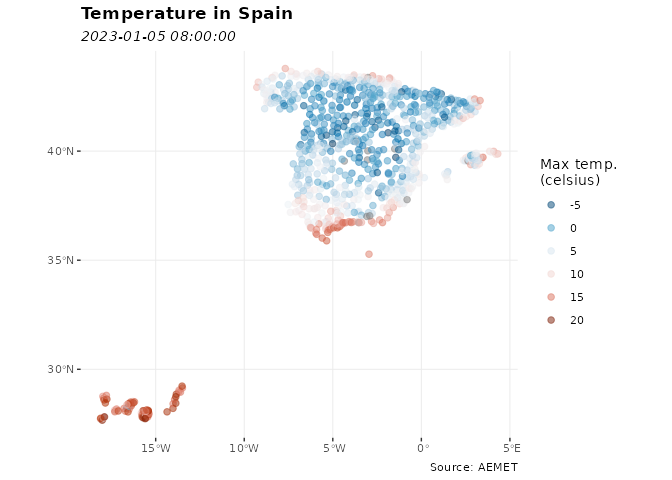 Temperature in Spain
2023-01-05 08:00:00
40°N
35°N
30°N
15°W
10°W
5°W
0°
5°E
Source: AEMET
Max temp.
(celsius)
-5
0
5
10
15
20